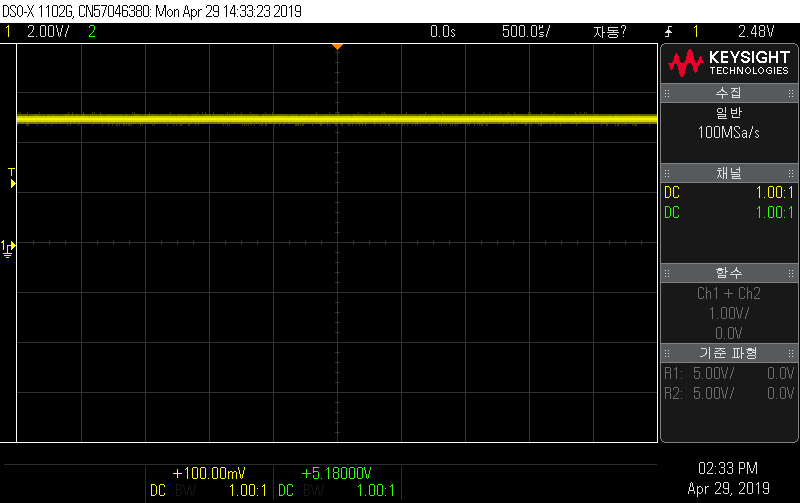 DSO-X 1102G, CN57046380: Mon Apr 29 14:33:23 2019
1 2.00V/ 2 0.0s 500.0㎲/ 자동? 1 2.48V
KEYSIGHT
TECHNOLOGIES
수집
일반
100MSa/s
T
채널
DC 1.00:1
DC 1.00:1
1
함수
Ch1 + Ch2
1.00V/
0.0V
기준 파형
R1: 5.00V/ 0.0V
R2: 5.00V/ 0.0V
+100.00mV +5.18000V
DC BW 1.00:1 DC BW 1.00:1
02:33 PM
Apr 29, 2019